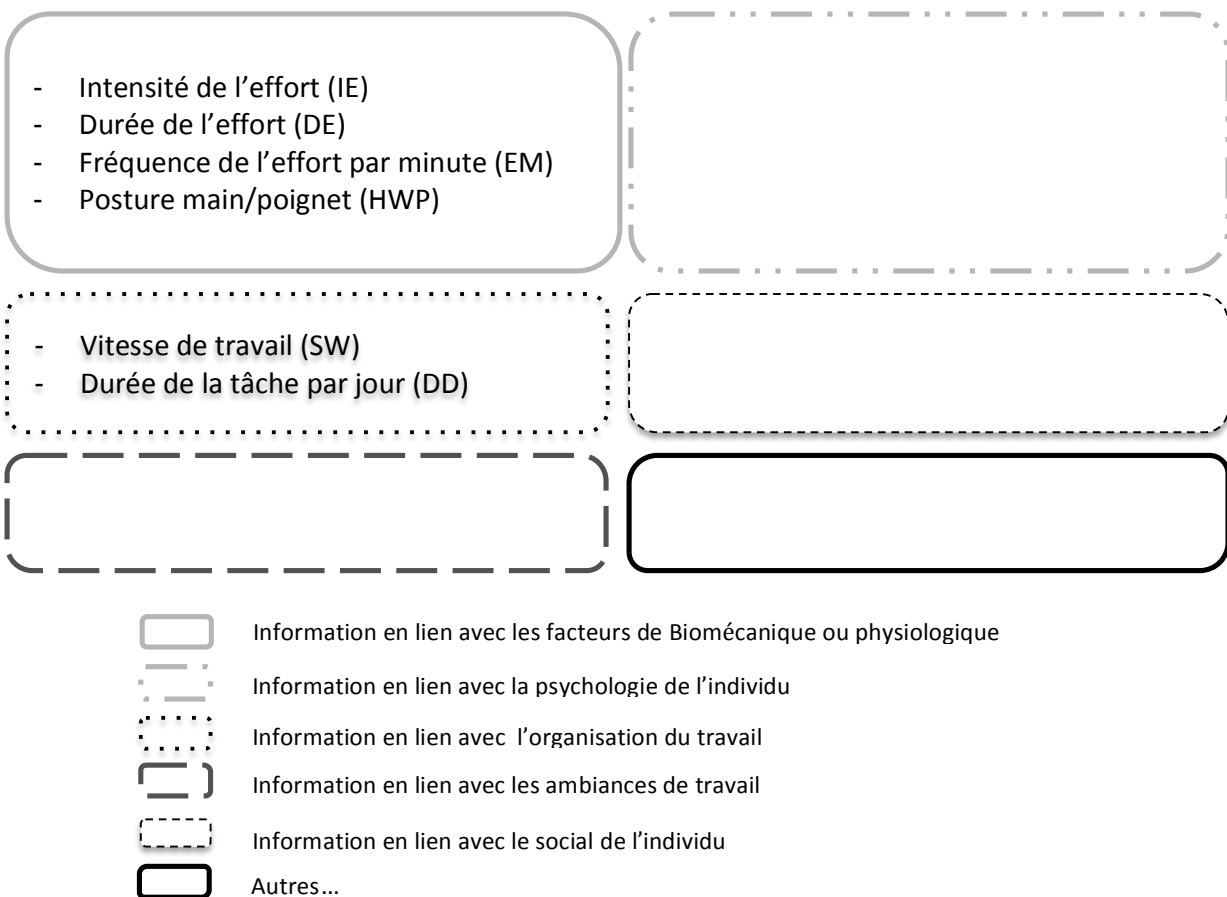 - Intensité de l’effort (IE)
- Durée de l’effort (DE)
- Fréquence de l’effort par minute (EM)
- Posture main/poignet (HWP)
- Vitesse de travail (SW)
- Durée de la tâche par jour (DD)
Information en lien avec les facteurs de Biomécanique ou physiologique
Information en lien avec la psychologie de l’individu
Information en lien avec l’organisation du travail
Information en lien avec les ambiances de travail
Information en lien avec le social de l’individu
Autres...